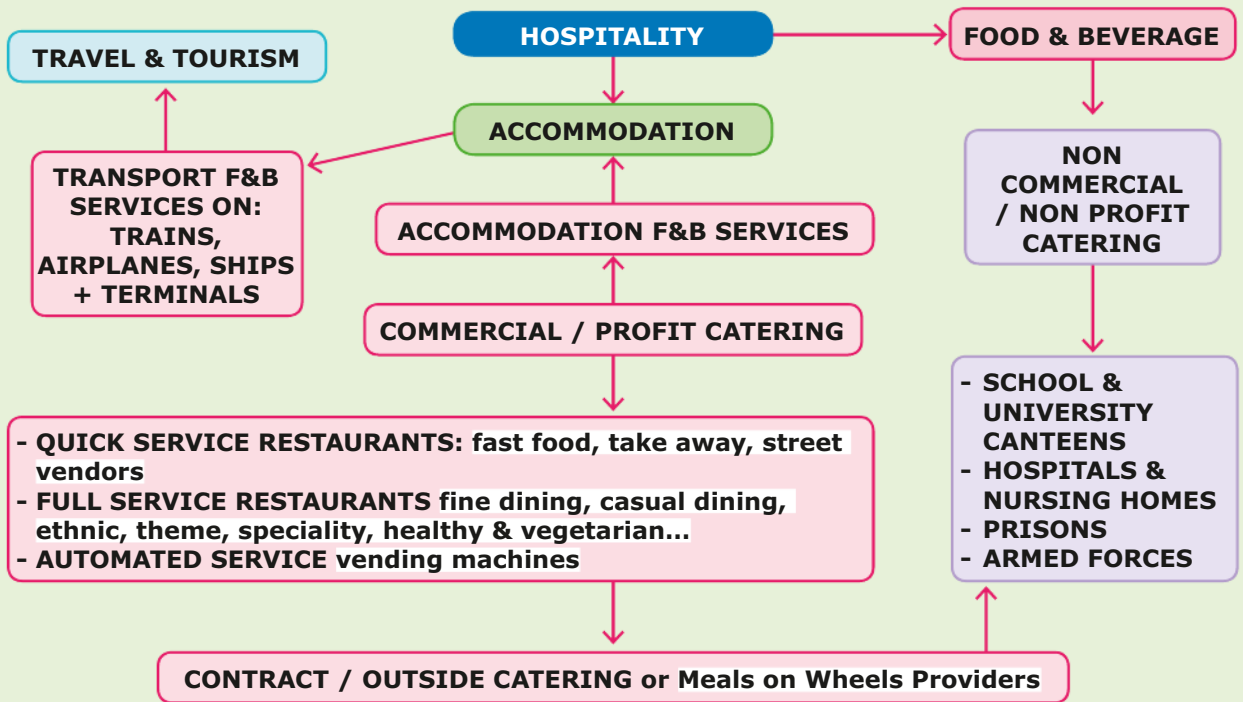 HOSPITALITY
FOOD & BEVERAGE
TRAVEL & TOURISM
ACCOMMODATION
TRANSPORT F&B
SERVICES ON:
TRAINS,
AIRPLANES, SHIPS
+ TERMINALS
NON
COMMERCIAL
/ NON PROFIT
CATERING
ACCOMMODATION F&B SERVICES
COMMERCIAL / PROFIT CATERING
- QUICK SERVICE RESTAURANTS: fast food, take away, street
vendors
- FULL SERVICE RESTAURANTS fine dining, casual dining,
ethnic, theme, speciality, healthy & vegetarian...
- AUTOMATED SERVICE vending machines
- SCHOOL &
UNIVERSITY
CANTEENS
- HOSPITALS &
NURSING HOMES
- PRISONS
- ARMED FORCES
CONTRACT / OUTSIDE CATERING or Meals on Wheels Providers